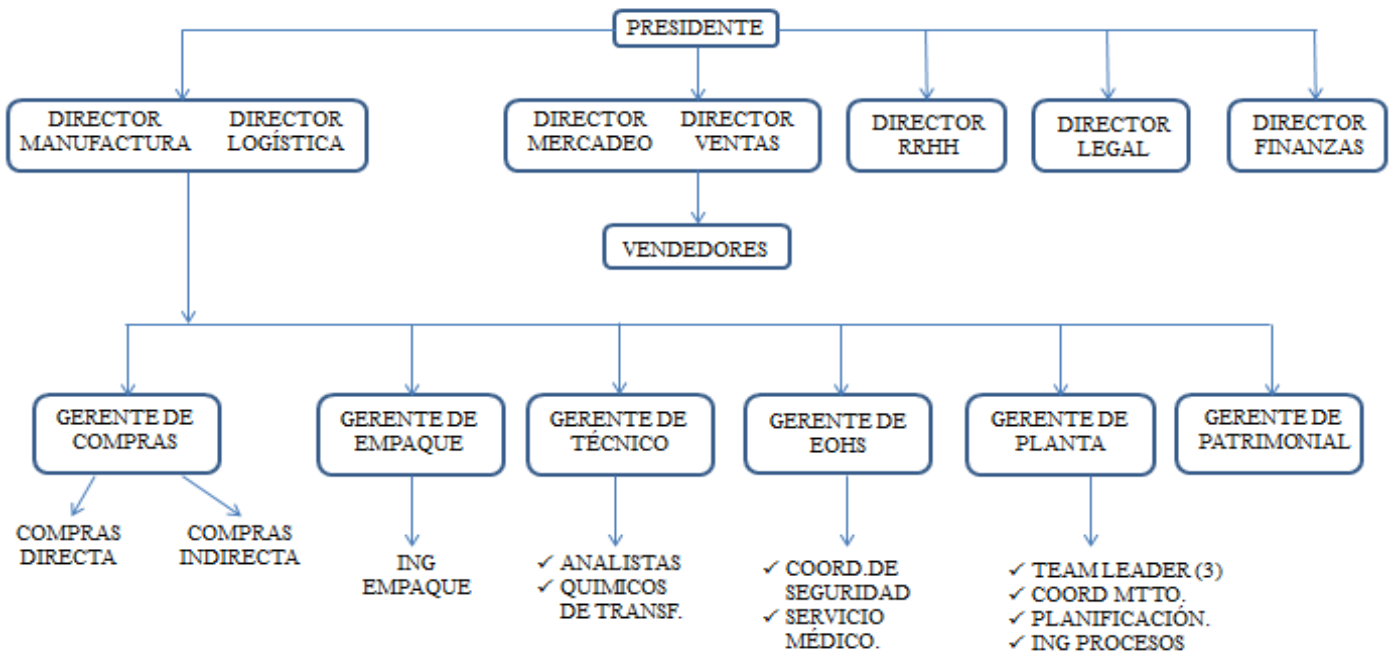 PRESIDENTE
DIRECTOR MANUFACTURA
DIRECTOR LOGÍSTICA
DIRECTOR MERCADEO
DIRECTOR VENTAS
DIRECTOR RRHH
DIRECTOR LEGAL
DIRECTOR FINANZAS
VENDEDORES
GERENTE DE COMPRAS
GERENTE DE EMPAQUE
GERENTE DE TÉCNICO
GERENTE DE EOHS
GERENTE DE PLANTA
GERENTE DE PATRIMONIAL
COMPRAS DIRECTA
COMPRAS INDIRECTA
ING EMPAQUE
✓ ANALISTAS
✓ QUIMICOS DE TRANSF.
✓ COORD.DE SEGURIDAD
✓ SERVICIO MÉDICO.
✓ TEAM LEADER (3)
✓ COORD MTTO.
✓ PLANIFICACIÓN.
✓ ING PROCESOS